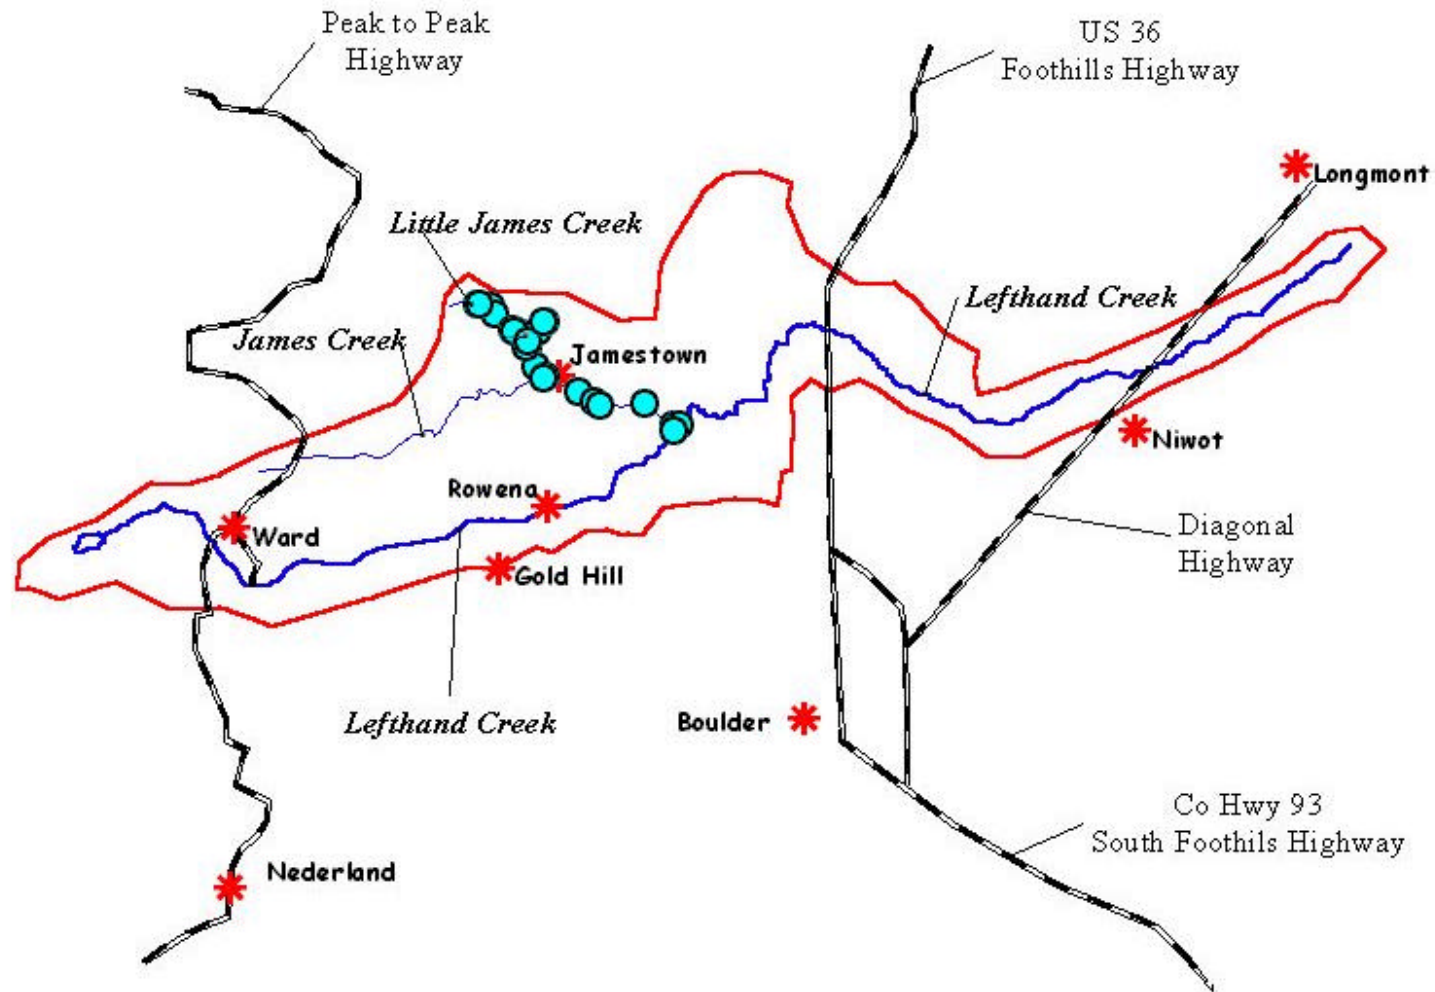 Peak to Peak
Highway
US 36
Foothills Highway
Longmont
Little James Creek
Lefthand Creek
James Creek
Jamestown
Niwot
Rowena
Ward
Diagonal
Highway
Gold Hill
Lefthand Creek
Boulder
Co Hwy 93
South Foothils Highway
Nederland